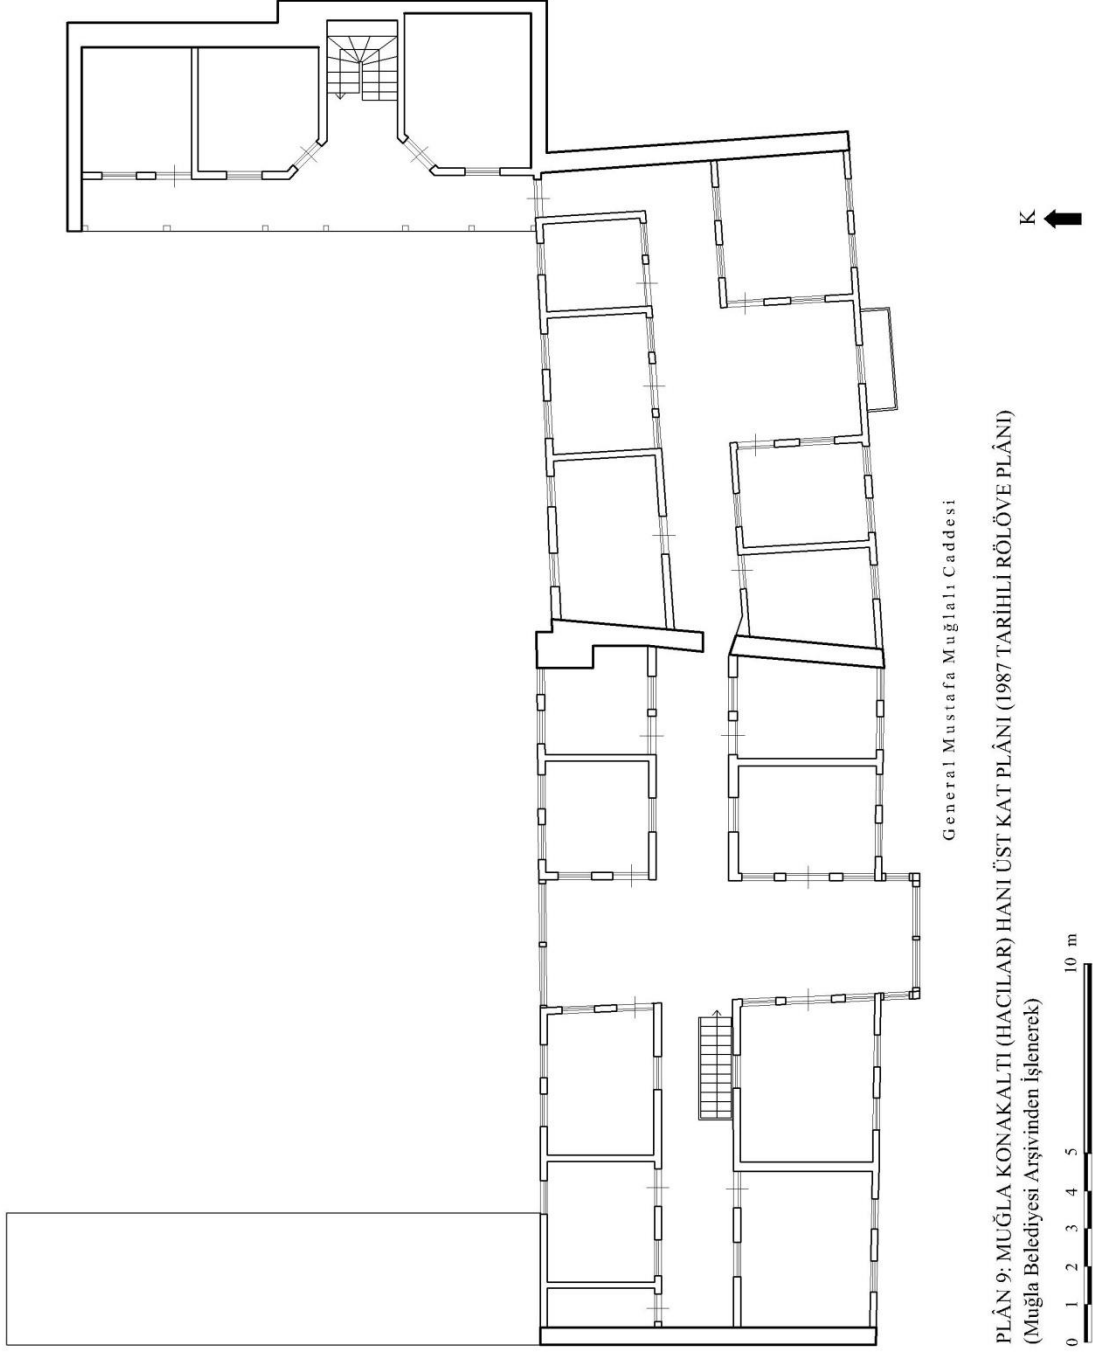 K
General Mustafa Muğlalı Caddesi
PLÂN 9: MUĞLA KONAKALTI (HACILAR) HANI ÜST KAT PLÂNI (1987 TARİHLİ RÖLÖVE PLÂNI)
(Muğla Belediyesi Arşivinden İşlenerek)
0 1 2 3 4 5 10 m